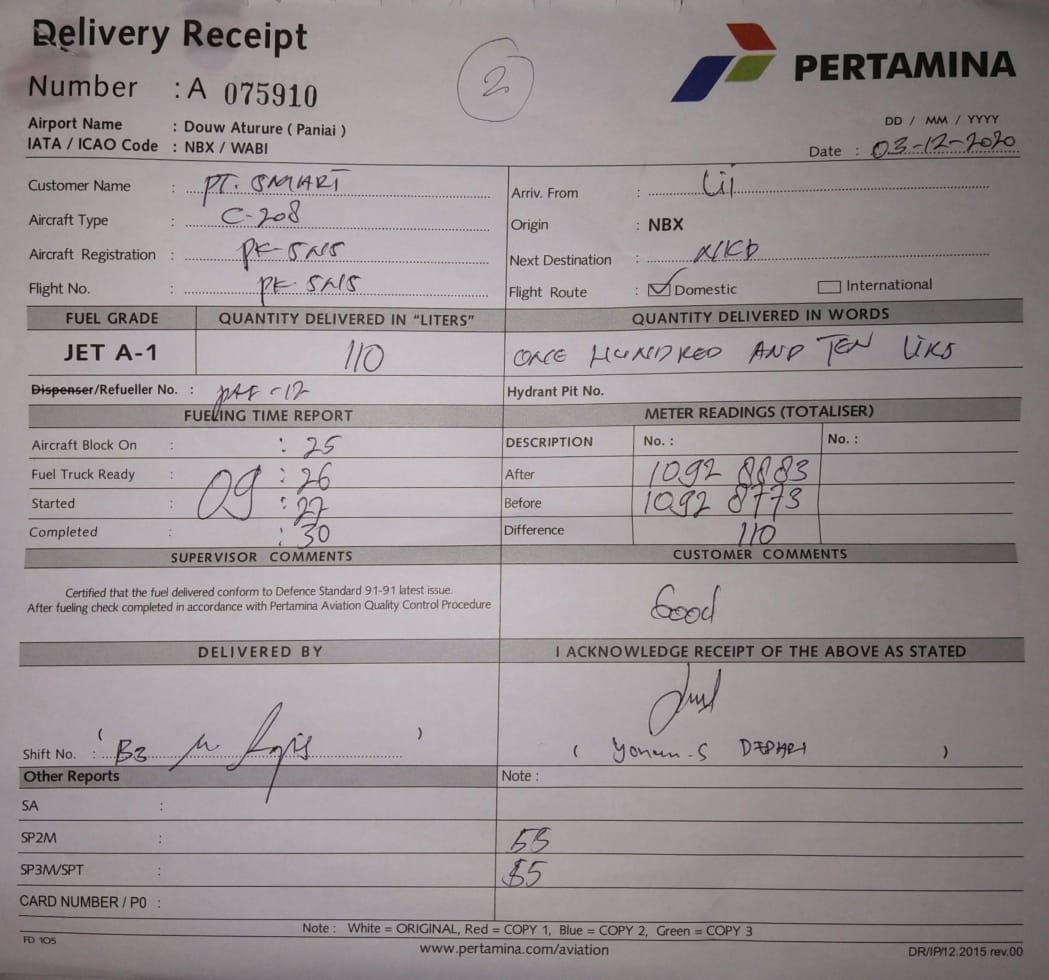 Delivery Receipt
2
PERTAMINA
Number : A 075910
Airport Name : Douw Aturure ( Paniai )
IATA / ICAO Code : NBX / WABI
DD / MM / YYYY
Date : 03-12-2020
Customer Name : PT. SMART
Arriv. From :
Aircraft Type : C-208
Origin : NBX
Aircraft Registration : PK-SNS
Next Destination :
Flight No. : PK SNS
Flight Route : Domestic International
FUEL GRADE QUANTITY DELIVERED IN “LITERS” QUANTITY DELIVERED IN WORDS
JET A-1 110 ONE HUNDRED AND TEN
Dispenser/Refueller No. :
Hydrant Pit No.
FUELING TIME REPORT METER READINGS (TOTALISER)
Aircraft Block On : : 25
DESCRIPTION No. : No. :
Fuel Truck Ready : 09 : 26
After 1092 8883
Started : : 27
Before 1092 8773
Completed : : 30
Difference 110
SUPERVISOR COMMENTS CUSTOMER COMMENTS
Certified that the fuel delivered conform to Defence Standard 91-91 latest issue.
After fueling check completed in accordance with Pertamina Aviation Quality Control Procedure
Good
DELIVERED BY I ACKNOWLEDGE RECEIPT OF THE ABOVE AS STATED
( )
Shift No. : B3
( )
Other Reports Note :
SA :
SP2M : 55
SP3M/SPT : 55
CARD NUMBER / P0 :
Note : White = ORIGINAL, Red = COPY 1, Blue = COPY 2, Green = COPY 3
FD 105
www.pertamina.com/aviation
DR/IP/12.2015 rev.00